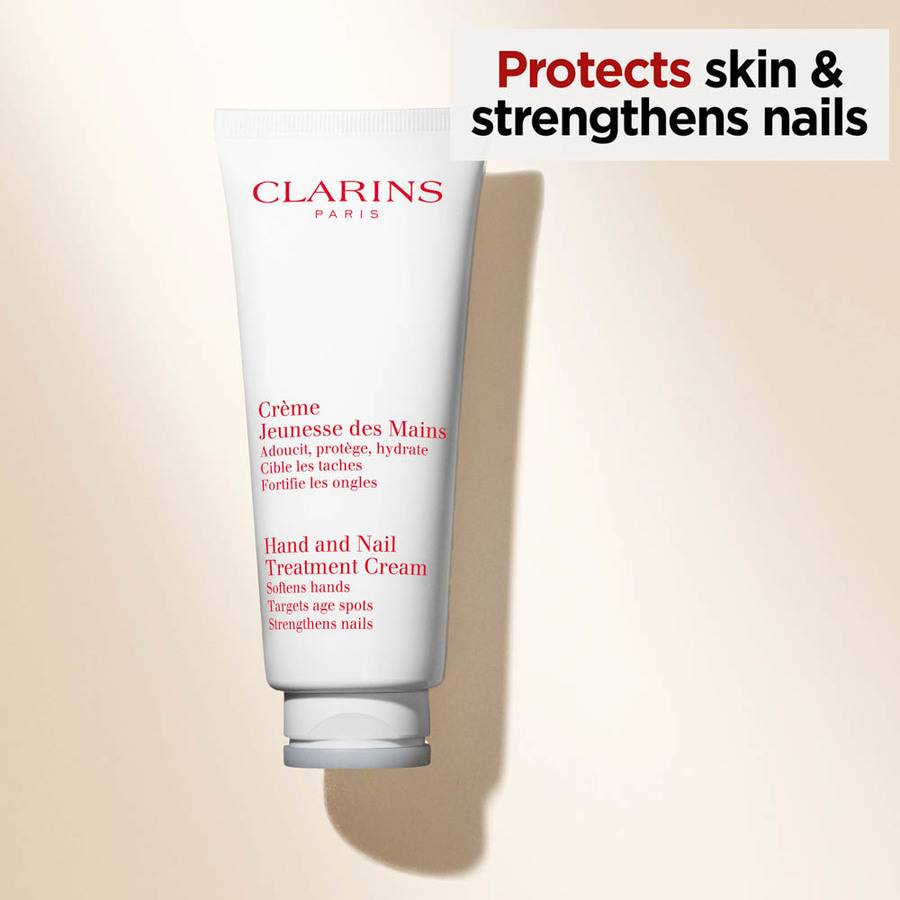 Protects skin &
strengthens nails
CLARINS
PARIS
Crème
Jeunesse des Mains
Adoucit, protège, hydrate
Cible les taches
Fortifie les ongles
Hand and Nail
Treatment Cream
Softens hands
Targets age spots
Strengthens nails